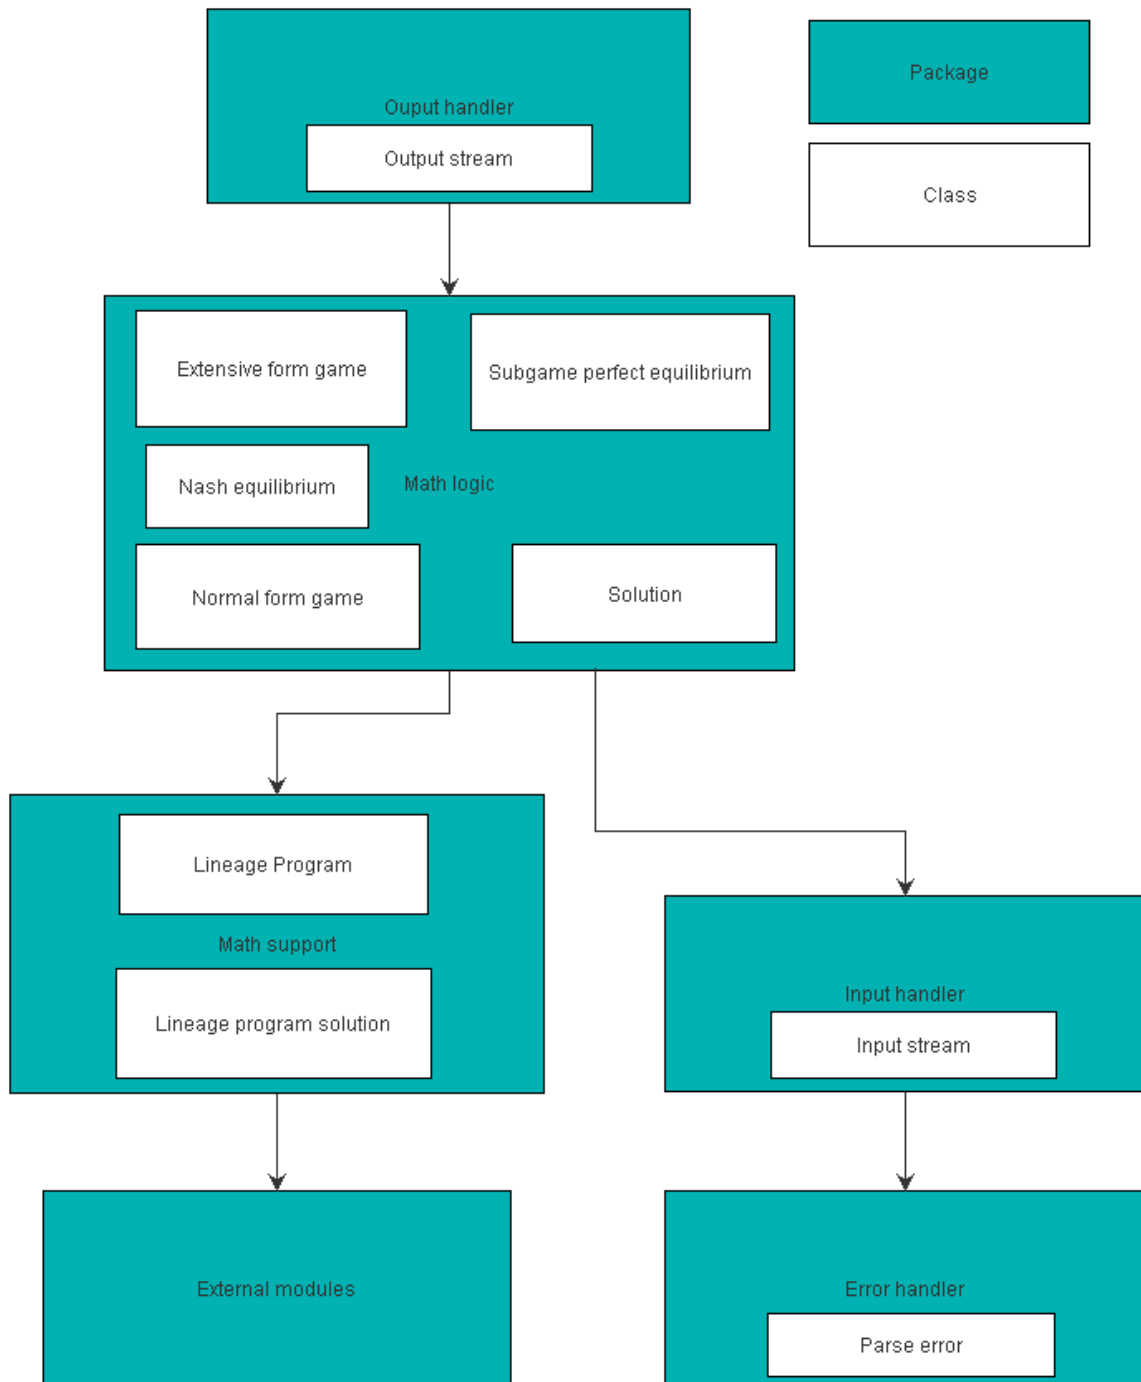 Package
Ouput handler
Output stream
Class
Extensive form game
Subgame perfect equilibrium
Nash equilibrium
Math logic
Normal form game
Solution
Lineage Program
Math support
Lineage program solution
Input handler
Input stream
External modules
Error handler
Parse error